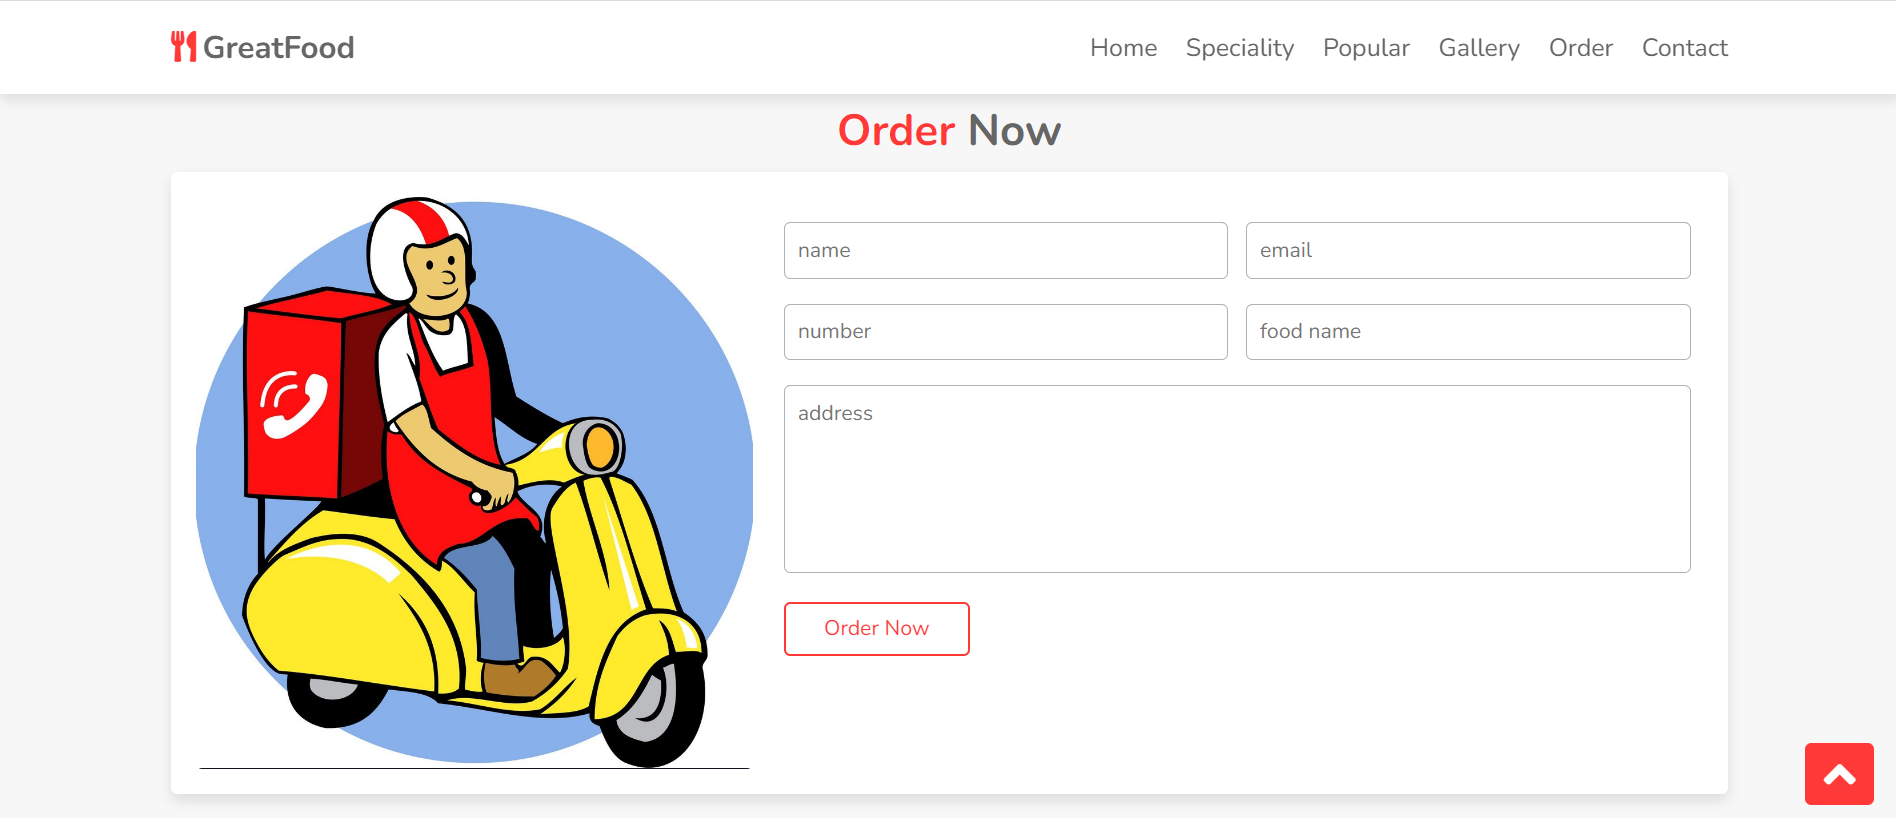 GreatFood
Home Speciality Popular Gallery Order Contact
Order Now
name email
number food name
address
Order Now